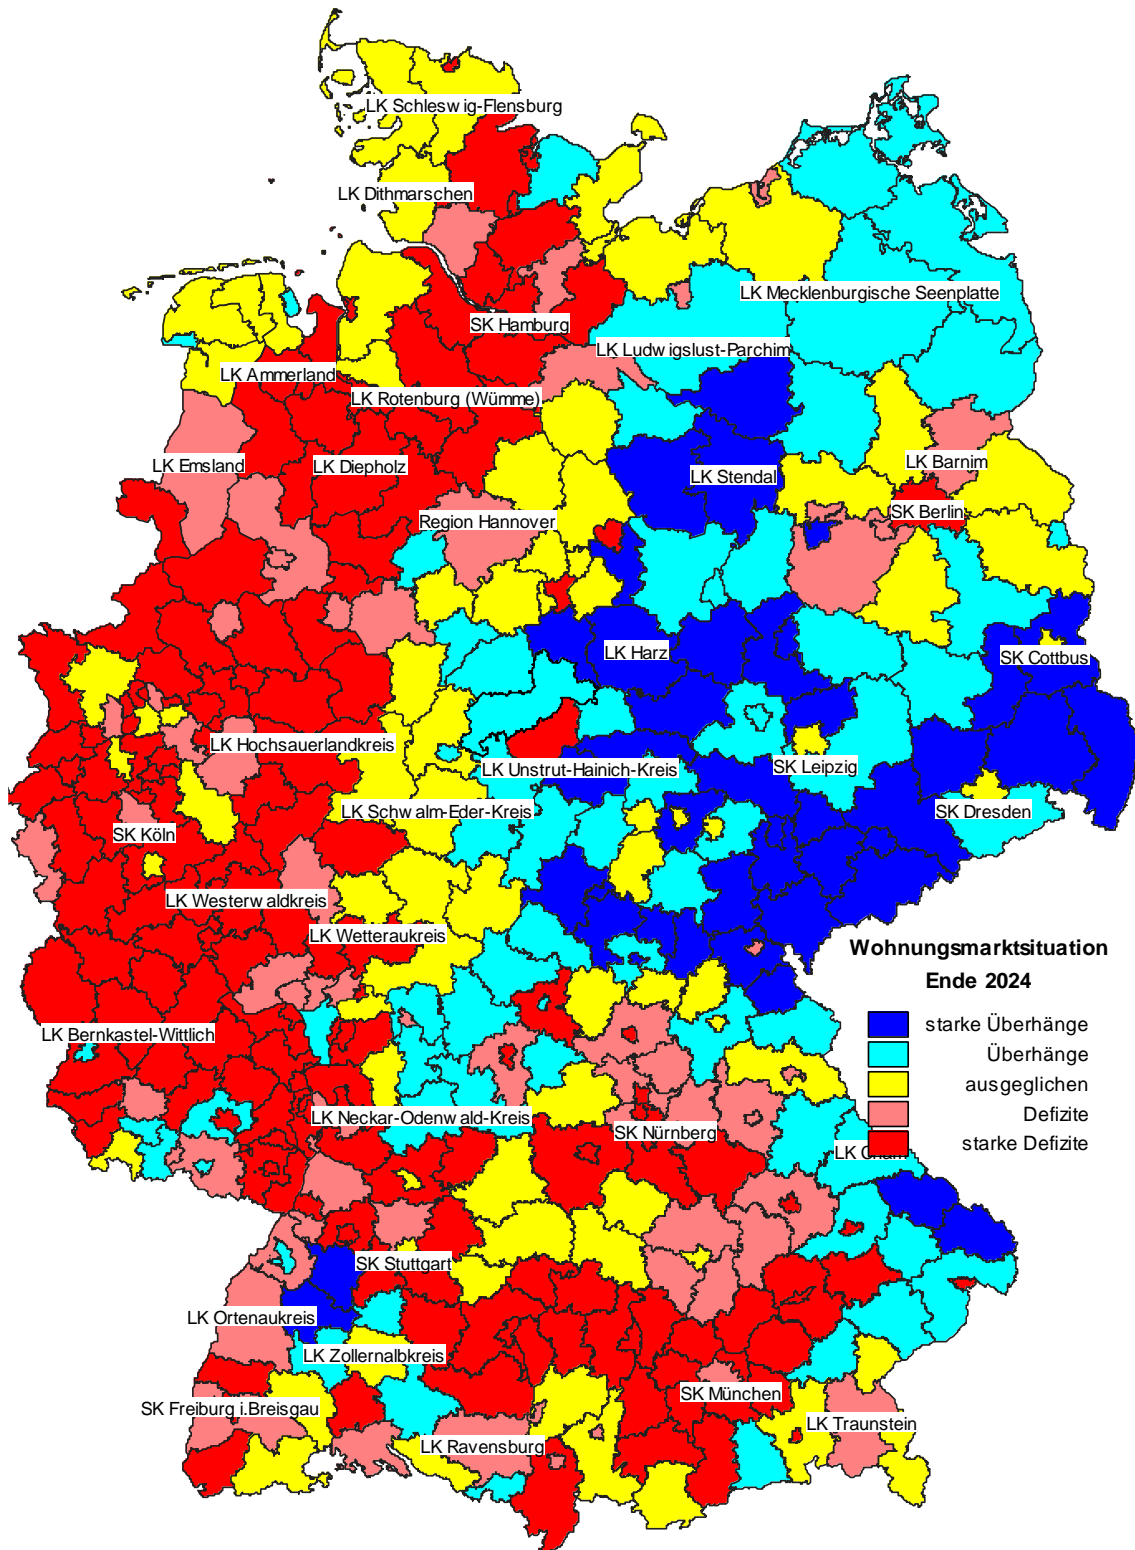 LK Schleswig-Flensburg
LK Dithmarschen
LK Mecklenburgische Seenplatte
SK Hamburg
LK Ludwigslust-Parchim
LK Ammerland
LK Rotenburg (Wümme)
LK Emsland
LK Diepholz
LK Barnim
LK Stendal
SK Berlin
Region Hannover
LK Harz
SK Cottbus
LK Hochsauerlandkreis
LK Unstrut-Hainich-Kreis
SK Leipzig
LK Schwalm-Eder-Kreis
SK Dresden
SK Köln
LK Westerwaldkreis
LK Wetteraukreis
Wohnungsmarktsituation
Ende 2024
starke Überhänge
Überhänge
ausgeglichen
Defizite
starke Defizite
LK Bernkastel-Wittlich
LK Neckar-Odenwald-Kreis
SK Nürnberg
LK Cham
SK Stuttgart
LK Ortenaukreis
LK Zollernalbkreis
SK München
SK Freiburg i.Breisgau
LK Traunstein
LK Ravensburg